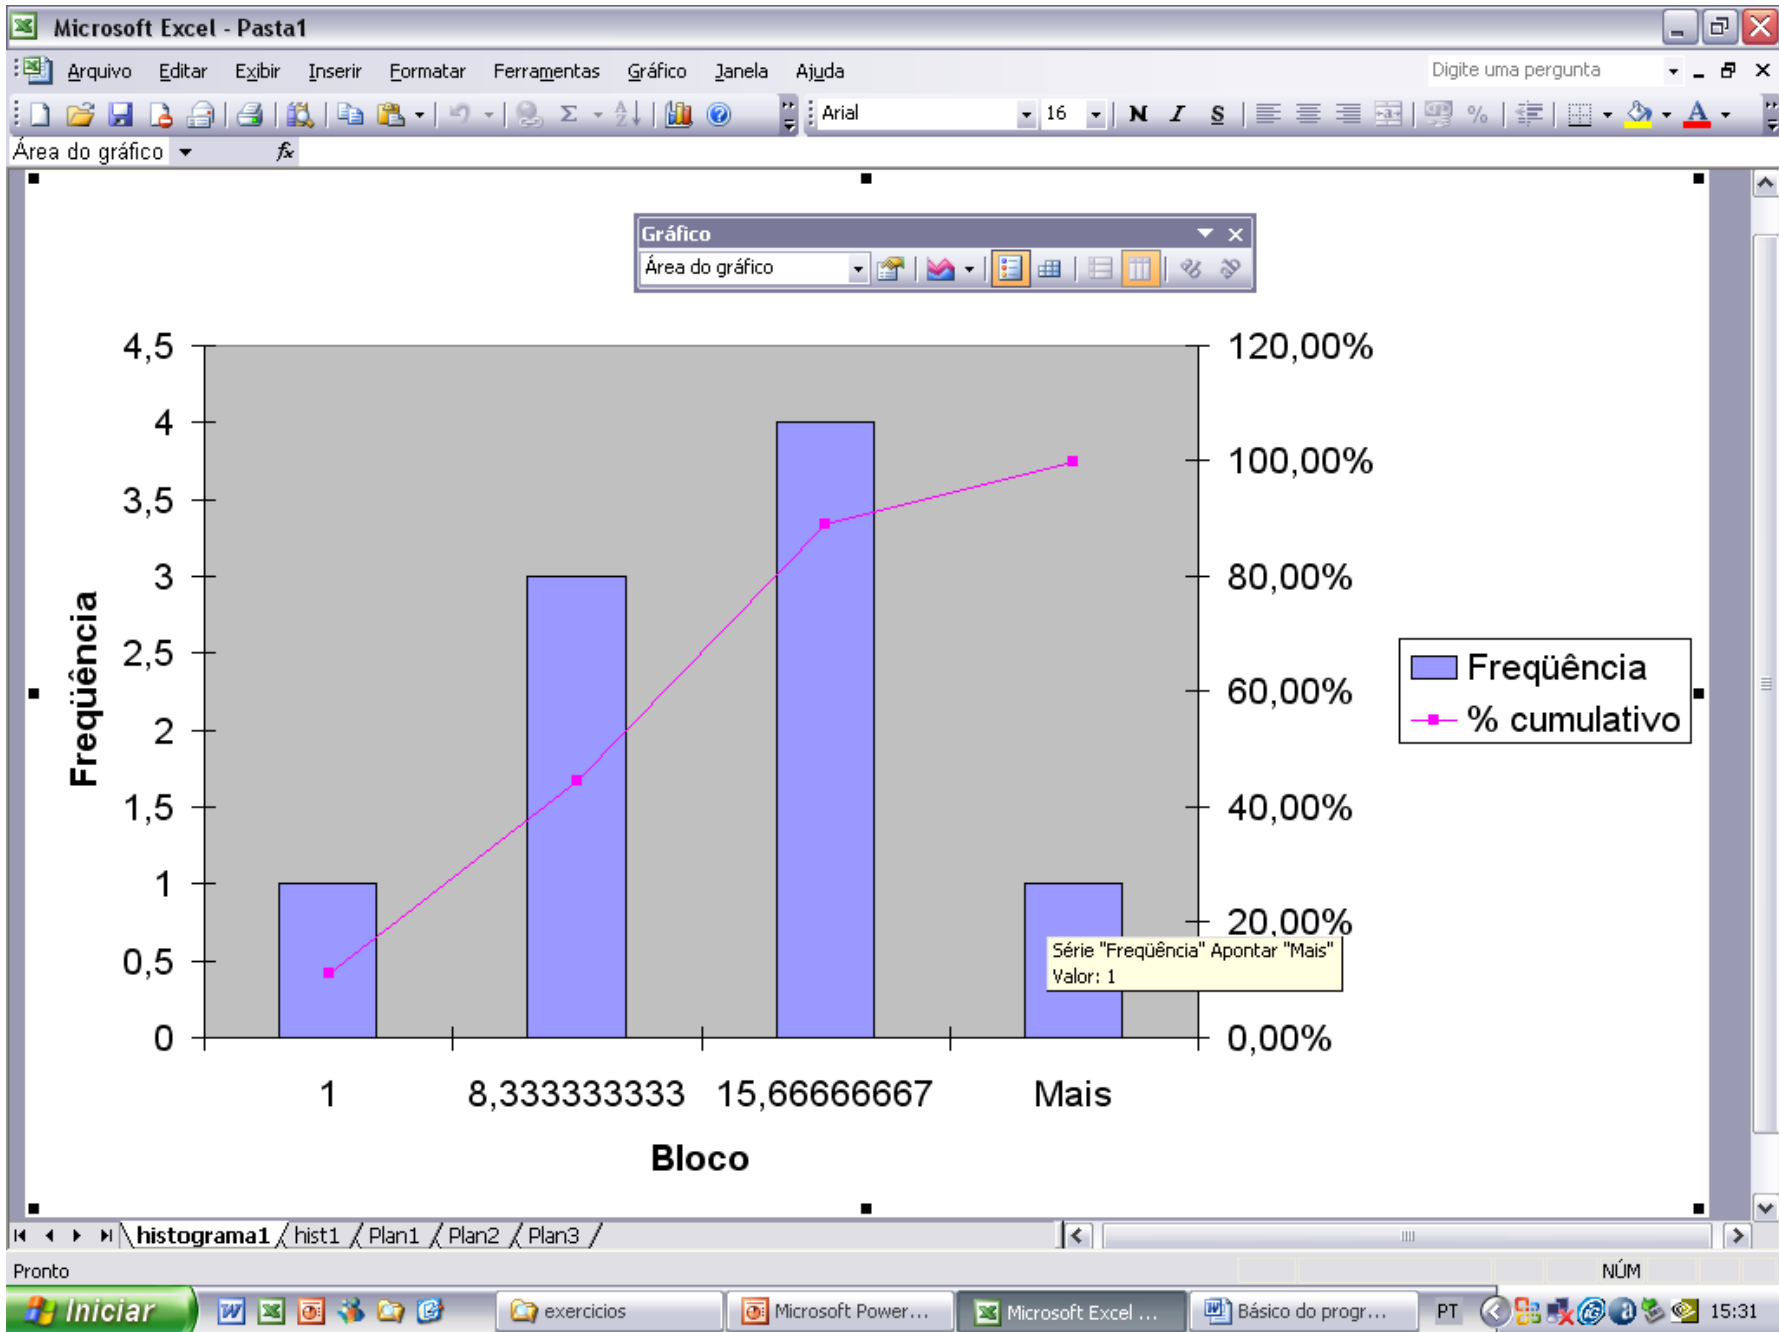 Microsoft Excel - Pasta1
Arquivo Editar Exibir Inserir Formatar Ferramentas Gráfico Janela Ajuda Digite uma pergunta
Arial 16 N I S
Área do gráfico fx
Gráfico
Área do gráfico
4,5
4
3,5
3
2,5
2
1,5
1
0,5
0
Freqüência
120,00%
100,00%
80,00%
60,00%
40,00%
20,00%
0,00%
Freqüência
% cumulativo
Série "Freqüência" Apontar "Mais"
Valor: 1
1 8,333333333 15,66666667 Mais
Bloco
histograma1 hist1 Plan1 Plan2 Plan3
Pronto NÚM
Iniciar exercicios Microsoft Power... Microsoft Excel ... Básico do progr... PT 15:31